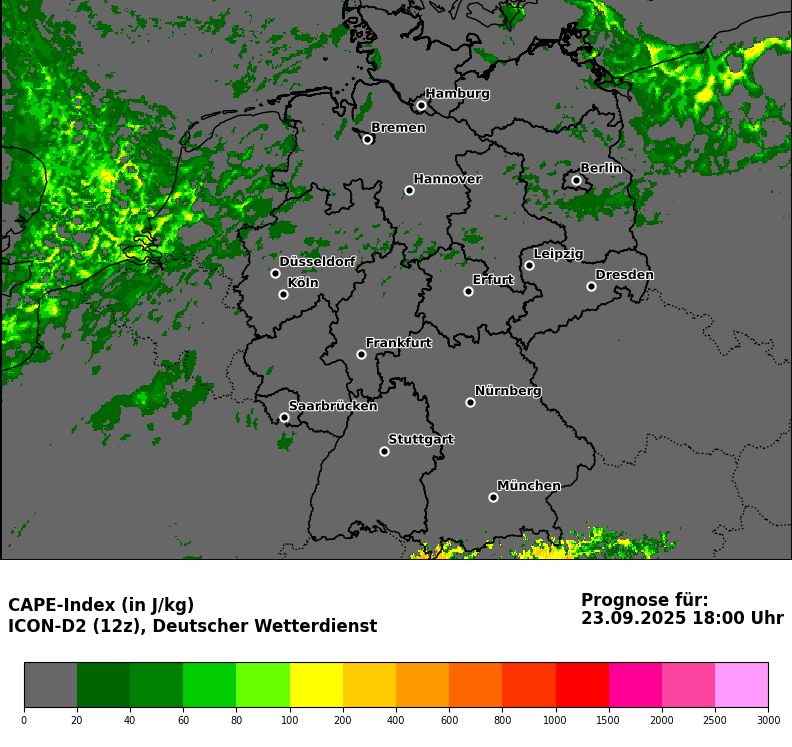 Hamburg
Bremen
Berlin
Hannover
Leipzig
Düsseldorf
Dresden
Köln
Erfurt
Frankfurt
Nürnberg
Saarbrücken
Stuttgart
München
CAPE-Index (in J/kg)
ICON-D2 (12z), Deutscher Wetterdienst
Prognose für:
23.09.2025 18:00 Uhr
0 20 40 60 80 100 200 400 600 800 1000 1500 2000 2500 3000